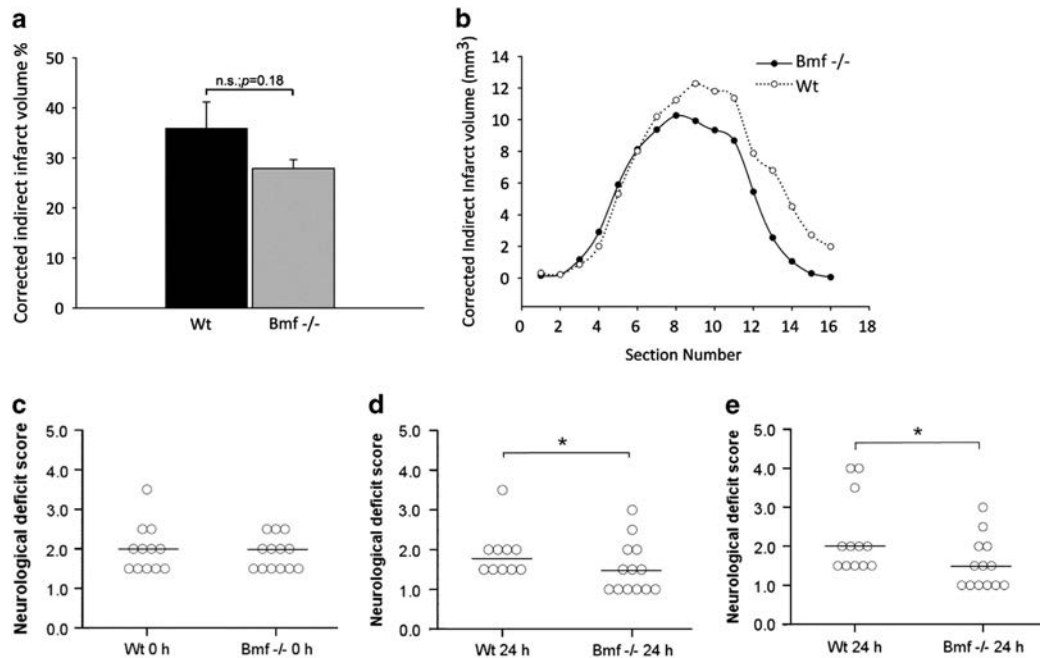 a
Corrected indirect infarct volume %
50
40
30
20
10
0
n.s.;p=0.18
Wt
Bmf -/-
b
Corrected Indirect Infarct volume (mm³)
14
12
10
8
6
4
2
0
Bmf -/-
Wt
0 2 4 6 8 10 12 14 16 18
Section Number
c
Neurological deficit score
5.0
4.0
3.0
2.0
1.0
0.0
Wt 0 h
Bmf -/- 0 h
d
Neurological deficit score
5.0
4.0
3.0
2.0
1.0
0.0
*
Wt 24 h
Bmf -/- 24 h
e
Neurological deficit score
5.0
4.0
3.0
2.0
1.0
0.0
*
Wt 24 h
Bmf -/- 24 h